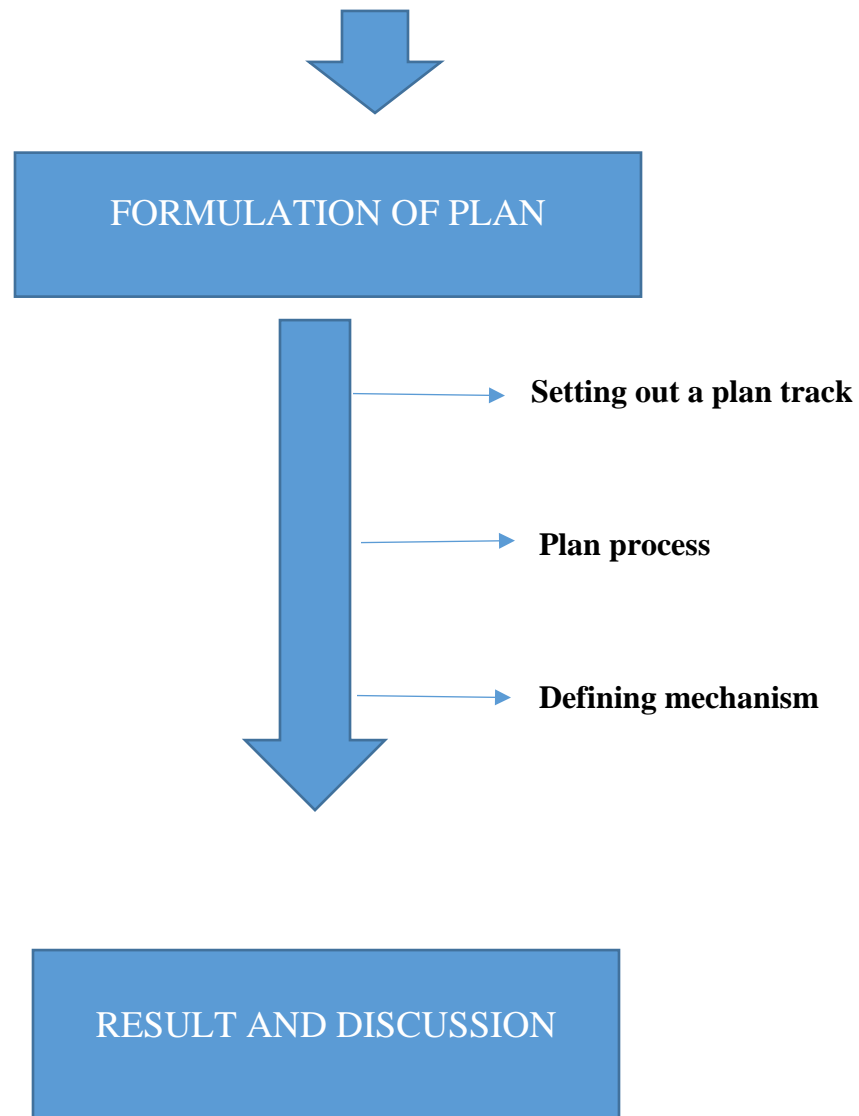 FORMULATION OF PLAN
Setting out a plan track
Plan process
Defining mechanism
RESULT AND DISCUSSION